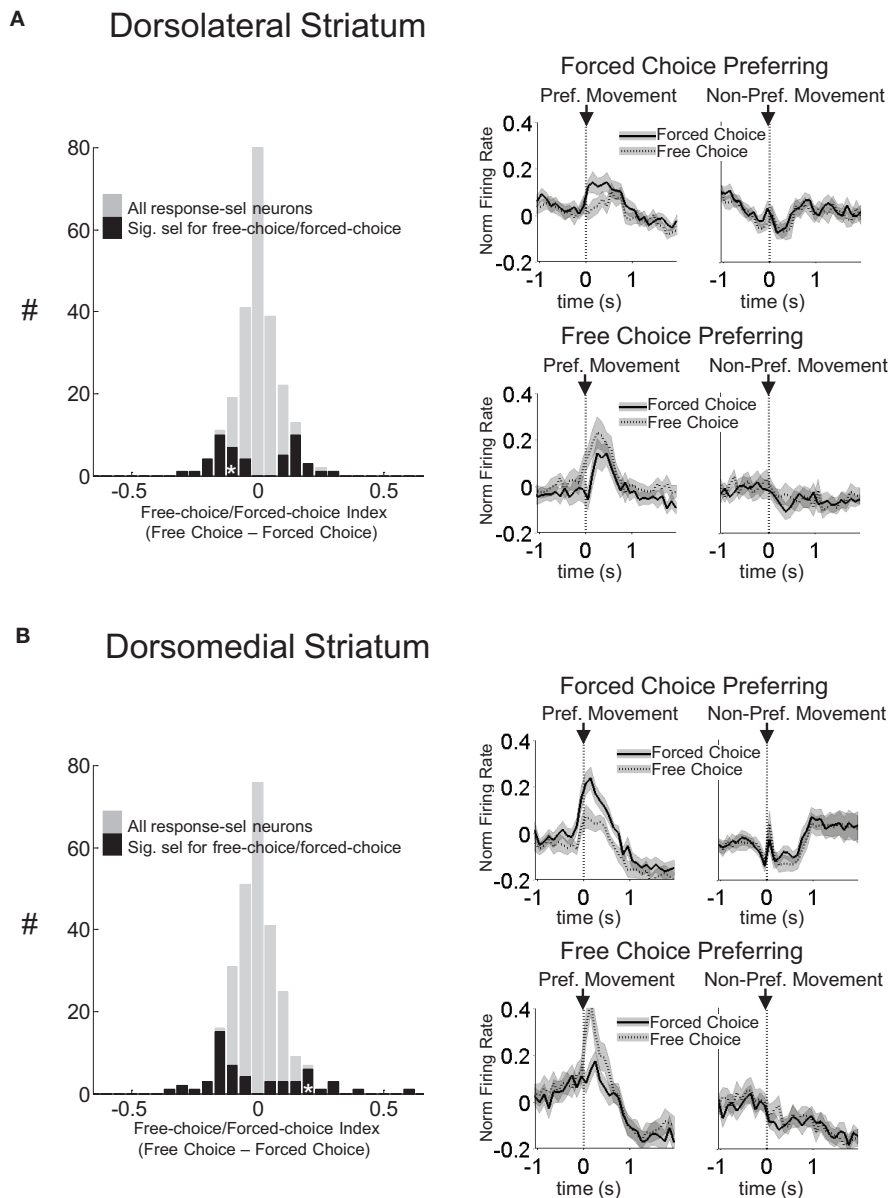 A
Dorsolateral Striatum
80
60
40
20
0
#
All response-sel neurons
Sig. sel for free-choice/forced-choice
*
-0.5 0 0.5
Free-choice/Forced-choice Index
(Free Choice – Forced Choice)
Forced Choice Preferring
Pref. Movement Non-Pref. Movement
Norm Firing Rate
0.4
0.2
0
-0.2
Forced Choice
Free Choice
-1 0 1 -1 0 1
time (s) time (s)
Free Choice Preferring
Pref. Movement Non-Pref. Movement
Norm Firing Rate
0.4
0.2
0
-0.2
Forced Choice
Free Choice
-1 0 1 -1 0 1
time (s) time (s)
B
Dorsomedial Striatum
80
60
40
20
0
#
All response-sel neurons
Sig. sel for free-choice/forced-choice
*
-0.5 0 0.5
Free-choice/Forced-choice Index
(Free Choice – Forced Choice)
Forced Choice Preferring
Pref. Movement Non-Pref. Movement
Norm Firing Rate
0.4
0.2
0
-0.2
Forced Choice
Free Choice
-1 0 1 -1 0 1
time (s) time (s)
Free Choice Preferring
Pref. Movement Non-Pref. Movement
Norm Firing Rate
0.4
0.2
0
-0.2
Forced Choice
Free Choice
-1 0 1 -1 0 1
time (s) time (s)